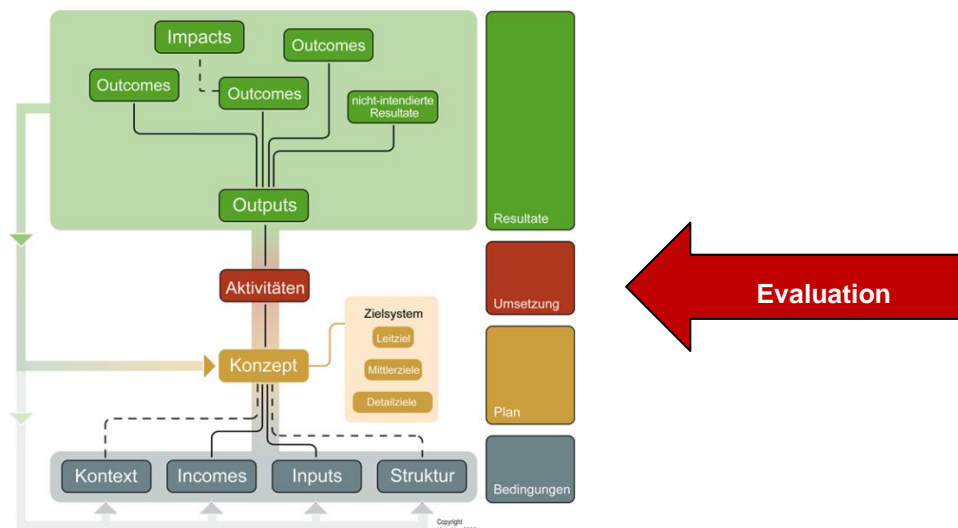 Impacts
Outcomes
Outcomes
Outcomes
nicht-intendierte
Resultate
Outputs
Resultate
Aktivitäten
Umsetzung
Evaluation
Zielsystem
Leitziel
Konzept
Mittlerziele
Detailziele
Plan
Kontext
Incomes
Inputs
Struktur
Bedingungen
Copyright